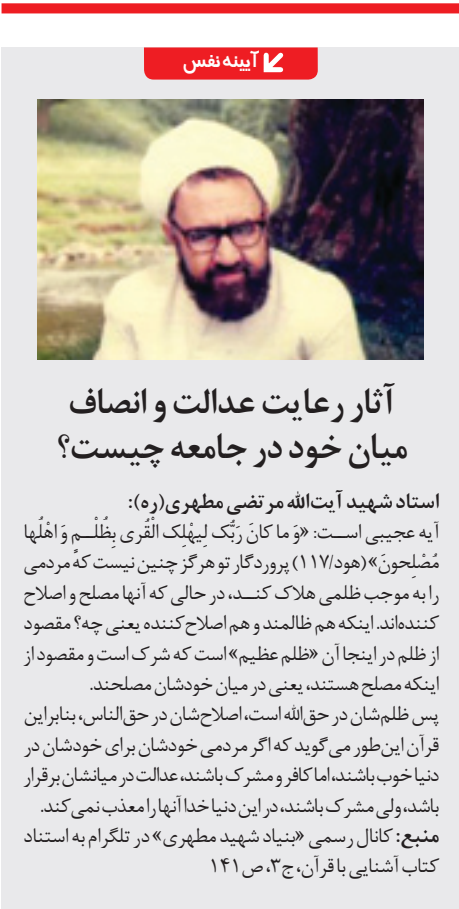 آیینه نفس
آثار رعایت عدالت و انصاف
میان خود در جامعه چیست؟
استاد شهید آیت‌الله مرتضی مطهری(ره):
آیه عجیبی اســت: «وَ ما کانَ رَبُّک لِیهْلِک الْقُری بِظُلْــمٍ وَ اهْلُها
مُصْلِحونَ»(هود/۱۱۷) پروردگار تو هرگز چنین نیست که مردمی
را به موجب ظلمی هلاک کنــد، در حالی که آنها مصلح و اصلاح
کننده‌اند. اینکه هم ظالمند و هم اصلاح‌کننده یعنی چه؟ مقصود
از ظلم در اینجا آن «ظلم عظیم» است که شرک است و مقصود از
اینکه مصلح هستند، یعنی در میان خودشان مصلحند.
پس ظلم‌شان در حق‌الله است، اصلاح‌شان در حق‌الناس، بنابراین
قرآن این‌طور می‌گوید که اگر مردمی خودشان برای خودشان در
دنیا خوب باشند، اما کافر و مشرک باشند، عدالت در میانشان برقرار
باشد، ولی مشرک باشند، در این دنیا خدا آنها را معذب نمی‌کند.
منبع: کانال رسمی «بنیاد شهید مطهری» در تلگرام به استناد
کتاب آشنایی با قرآن، ج۳، ص۱۴۱